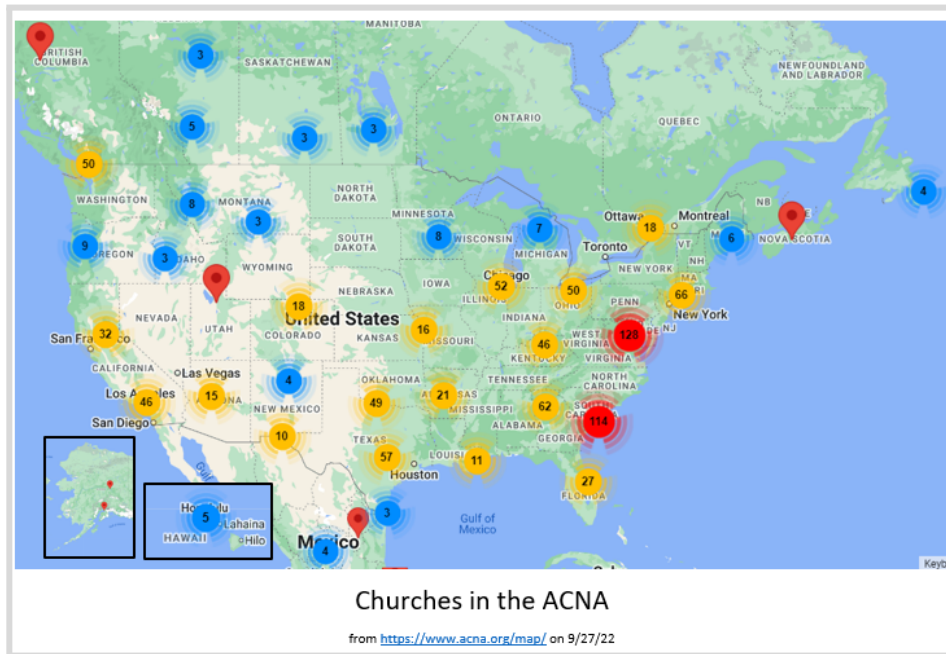 MANITOBA
BRITISH
COLUMBIA
3
SASKATCHEWAN
NEWFOUNDLAND
AND LABRADOR
ONTARIO
QUEBEC
5
3
3
50
4
WASHINGTON
MONTANA
NORTH
DAKOTA
8
3
MINNESOTA
Ottawa
18
Montreal
NB
PE
NOVA SCOTIA
9
OREGON
3
IDAHO
SOUTH
DAKOTA
8
WISCONSIN
7
MICHIGAN
Toronto
VT
NH
6
WYOMING
NEW YORK
MA
RI
IOWA
Chicago
52
ILLINOIS
50
OHIO
PENN
66
New York
NEBRASKA
NEVADA
UTAH
18
United States
COLORADO
INDIANA
32
San Francisco
KANSAS
16
MISSOURI
46
KENTUCKY
WEST
VIRGINIA
128
DE
NJ
VIRGINIA
CALIFORNIA
Las Vegas
4
OKLAHOMA
TENNESSEE
NORTH
CAROLINA
Los Angeles
46
15
ARIZONA
NEW MEXICO
49
21
ARKANSAS
MISSISSIPPI
62
SOUTH
CAROLINA
114
San Diego
10
ALABAMA
GEORGIA
TEXAS
57
Houston
LOUISIANA
11
27
FLORIDA
Gulf
Honolulu
5
Lahaina
HAWAII
Hilo
3
Gulf of
Mexico
Mexico
4
Keyb
Churches in the ACNA
from https://www.acna.org/map/ on 9/27/22